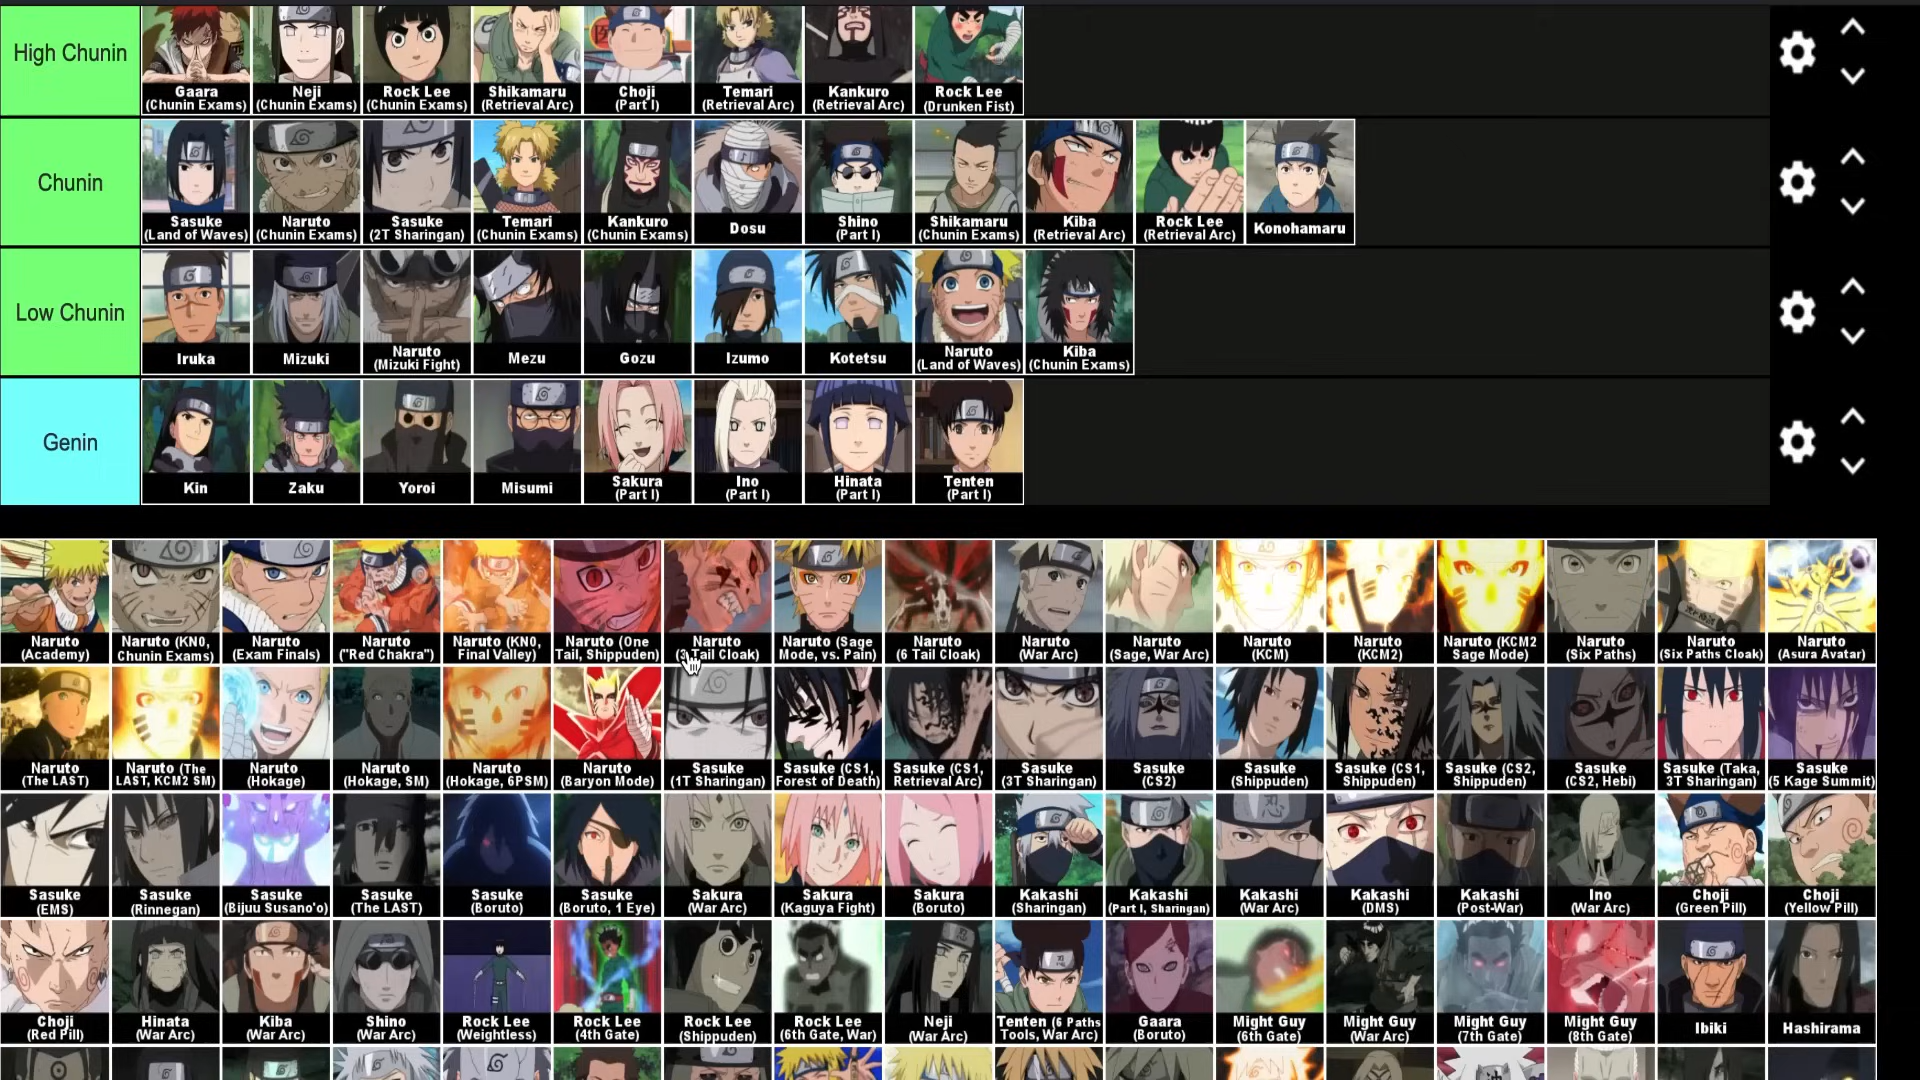 High Chunin
Gaara
(Chunin Exams)
Neji
(Chunin Exams)
Rock Lee
(Chunin Exams)
Shikamaru
(Retrieval Arc)
Choji
(Part I)
Temari
(Retrieval Arc)
Kankuro
(Retrieval Arc)
Rock Lee
(Drunken Fist)
Chunin
Sasuke
(Land of Waves)
Naruto
(Chunin Exams)
Sasuke
(2T Sharingan)
Temari
(Chunin Exams)
Kankuro
(Chunin Exams)
Dosu
Shino
(Part I)
Shikamaru
(Chunin Exams)
Kiba
(Retrieval Arc)
Rock Lee
(Retrieval Arc)
Konohamaru
Low Chunin
Iruka
Mizuki
Naruto
(Mizuki Fight)
Mezu
Gozu
Izumo
Kotetsu
Naruto
(Land of Waves)
Kiba
(Chunin Exams)
Genin
Kin
Zaku
Yoroi
Misumi
Sakura
(Part I)
Ino
(Part I)
Hinata
(Part I)
Tenten
(Part I)
Naruto
(Academy)
Naruto (KN0,
Chunin Exams)
Naruto
(Exam Finals)
Naruto
("Red Chakra")
Naruto (KN0,
Final Valley)
Naruto (One
Tail, Shippuden)
Naruto
(3 Tail Cloak)
Naruto (Sage
Mode, vs. Pain)
Naruto
(6 Tail Cloak)
Naruto
(War Arc)
Naruto
(Sage, War Arc)
Naruto
(KCM)
Naruto
(KCM2)
Naruto (KCM2
Sage Mode)
Naruto
(Six Paths)
Naruto
(Six Paths Cloak)
Naruto
(Asura Avatar)
Naruto
(The LAST)
Naruto (The
LAST, KCM2 SM)
Naruto
(Hokage)
Naruto
(Hokage, SM)
Naruto
(Hokage, 6PSM)
Naruto
(Baryon Mode)
Sasuke
(1T Sharingan)
Sasuke (CS1,
Forest of Death)
Sasuke (CS1,
Retrieval Arc)
Sasuke
(3T Sharingan)
Sasuke
(CS2)
Sasuke
(Shippuden)
Sasuke (CS1,
Shippuden)
Sasuke (CS2,
Shippuden)
Sasuke
(CS2, Hebi)
Sasuke (Taka,
3T Sharingan)
Sasuke
(5 Kage Summit)
Sasuke
(EMS)
Sasuke
(Rinnegan)
Sasuke
(Bijuu Susano'o)
Sasuke
(The LAST)
Sasuke
(Boruto)
Sasuke
(Boruto, 1 Eye)
Sakura
(War Arc)
Sakura
(Kaguya Fight)
Sakura
(Boruto)
Kakashi
(Sharingan)
Kakashi
(Part I, Sharingan)
Kakashi
(War Arc)
Kakashi
(DMS)
Kakashi
(Post-War)
Ino
(War Arc)
Choji
(Green Pill)
Choji
(Yellow Pill)
Choji
(Red Pill)
Hinata
(War Arc)
Kiba
(War Arc)
Shino
(War Arc)
Rock Lee
(Weightless)
Rock Lee
(4th Gate)
Rock Lee
(Shippuden)
Rock Lee
(6th Gate, War)
Neji
(War Arc)
Tenten (6 Paths
Tools, War Arc)
Gaara
(Boruto)
Might Guy
(6th Gate)
Might Guy
(War Arc)
Might Guy
(7th Gate)
Might Guy
(8th Gate)
Ibiki
Hashirama